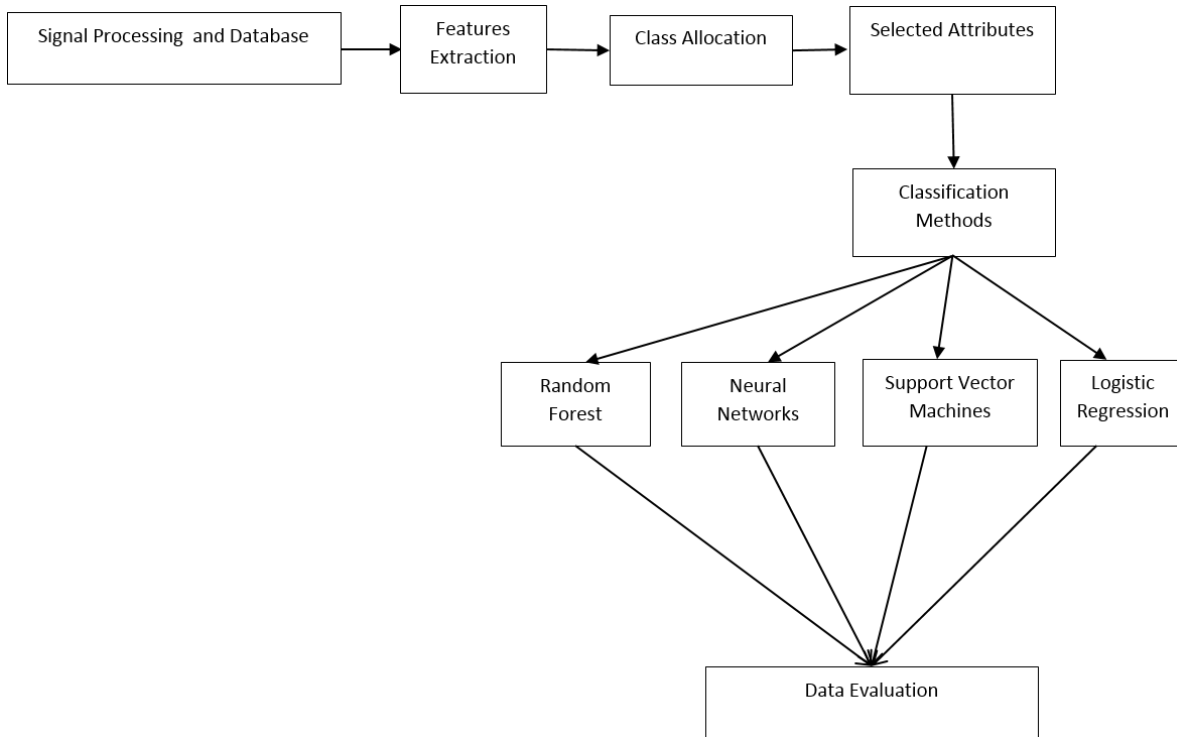 Signal Processing  and Database
Features
Extraction
Class Allocation
Selected Attributes
Classification
Methods
Random
Forest
Neural
Networks
Support Vector
Machines
Logistic
Regression
Data Evaluation